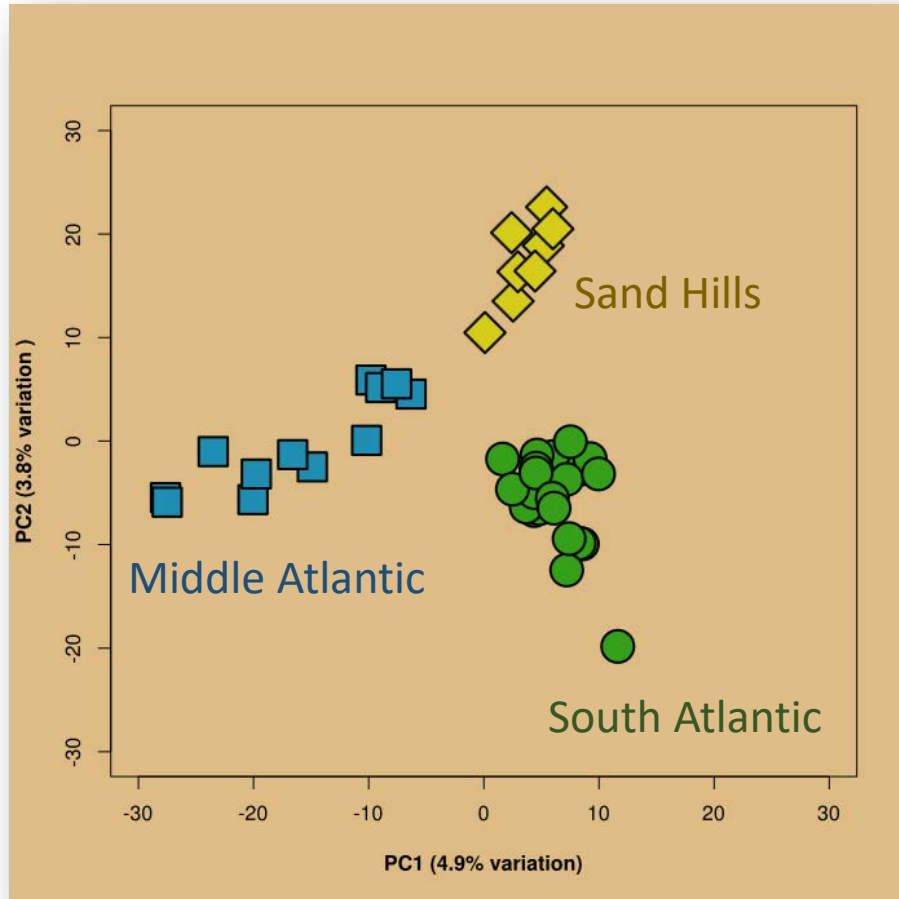 30
20
10
0
-10
-20
-30
PC2 (3.8% variation )
Sand Hills
Middle Atlantic
South Atlantic
-30 -20 -10 0 10 20 30
PC1 (4.9% variation)